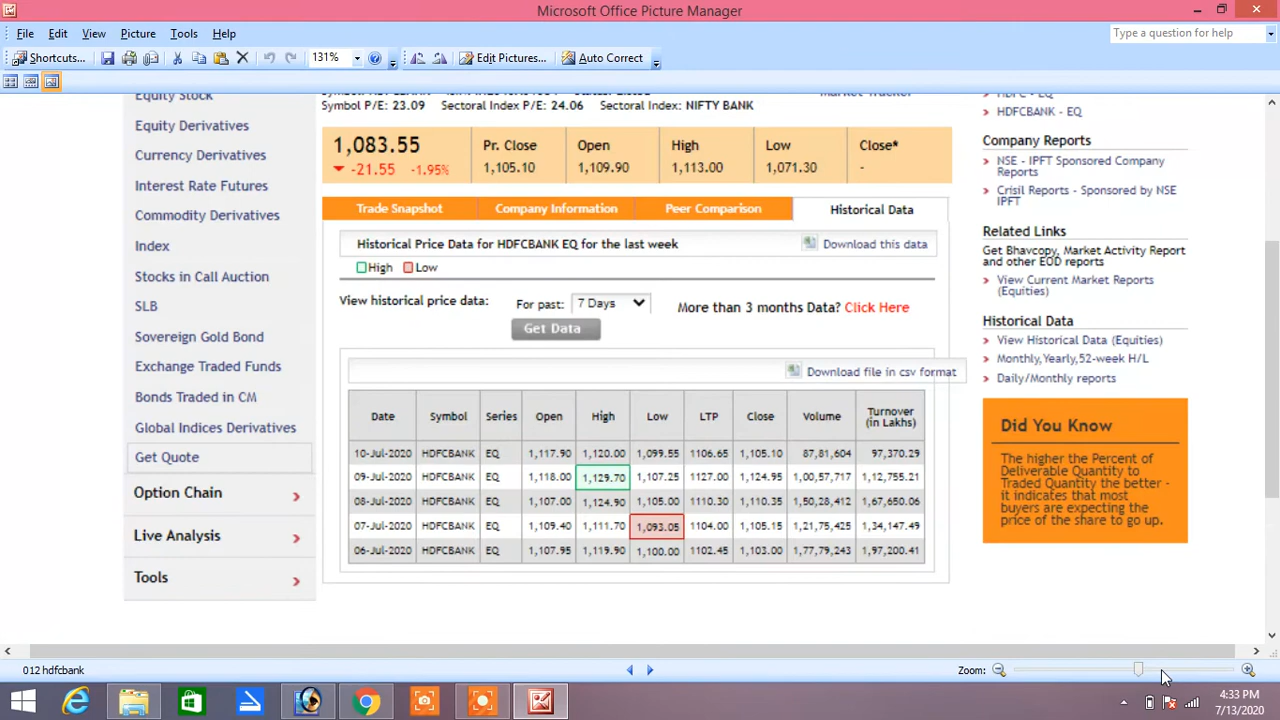 Microsoft Office Picture Manager
File Edit View Picture Tools Help
Type a question for help
Shortcuts...
131%
Edit Pictures...
Auto Correct
Equity Stock
Equity Derivatives
Currency Derivatives
Interest Rate Futures
Commodity Derivatives
Index
Stocks in Call Auction
SLB
Sovereign Gold Bond
Exchange Traded Funds
Bonds Traded in CM
Global Indices Derivatives
Get Quote
Option Chain
Live Analysis
Tools
Symbol P/E: 23.09 Sectoral Index P/E: 24.06 Sectoral Index: NIFTY BANK
Market Tracker
1,083.55 Pr. Close Open High Low Close*
-21.55 -1.95% 1,105.10 1,109.90 1,113.00 1,071.30 -
Trade Snapshot Company Information Peer Comparison Historical Data
Historical Price Data for HDFCBANK EQ for the last week
Download this data
High Low
View historical price data: For past: 7 Days More than 3 months Data? Click Here
Get Data
Download file in csv format
Date Symbol Series Open High Low LTP Close Volume Turnover (in Lakhs)
10-Jul-2020 HDFCBANK EQ 1,117.90 1,120.00 1,099.55 1106.65 1,105.10 87,81,604 97,370.29
09-Jul-2020 HDFCBANK EQ 1,118.00 1,129.70 1,107.25 1127.00 1,124.95 1,00,57,717 1,12,755.21
08-Jul-2020 HDFCBANK EQ 1,107.00 1,124.90 1,105.00 1110.30 1,110.35 1,50,28,412 1,67,650.06
07-Jul-2020 HDFCBANK EQ 1,109.40 1,111.70 1,093.05 1104.00 1,105.15 1,21,75,425 1,34,147.49
06-Jul-2020 HDFCBANK EQ 1,107.95 1,119.90 1,100.00 1102.45 1,103.00 1,77,79,243 1,97,200.41
HDFC - EQ
HDFCBANK - EQ
Company Reports
NSE - IPFT Sponsored Company
Reports
Crisil Reports - Sponsored by NSE
IPFT
Related Links
Get Bhavcopy, Market Activity Report
and other EOD reports
View Current Market Reports
(Equities)
Historical Data
View Historical Data (Equities)
Monthly,Yearly,52-week H/L
Daily/Monthly reports
Did You Know
The higher the Percent of
Deliverable Quantity to
Traded Quantity the better -
it indicates that most
buyers are expecting the
price of the share to go up.
012 hdfcbank
Zoom:
4:33 PM
7/13/2020